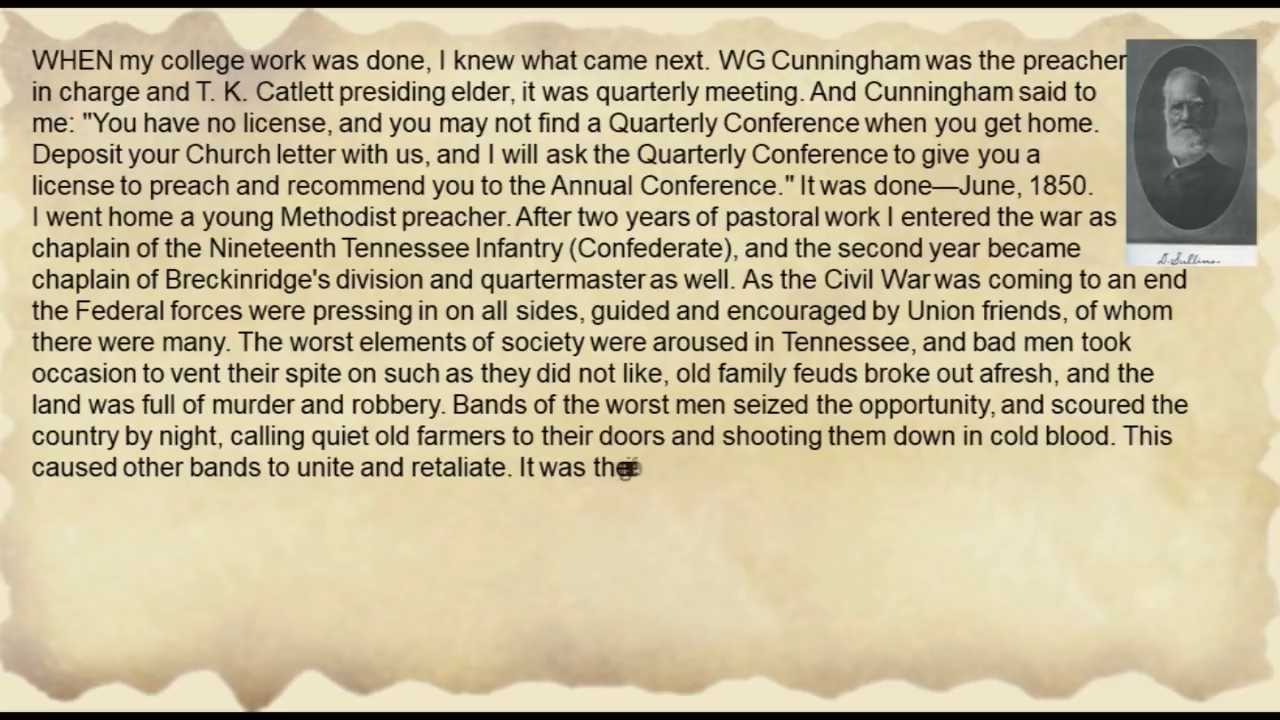 WHEN my college work was done, I knew what came next. WG Cunningham was the preacher
in charge and T. K. Catlett presiding elder, it was quarterly meeting. And Cunningham said to
me: "You have no license, and you may not find a Quarterly Conference when you get home.
Deposit your Church letter with us, and I will ask the Quarterly Conference to give you a
license to preach and recommend you to the Annual Conference." It was done—June, 1850.
I went home a young Methodist preacher. After two years of pastoral work I entered the war as
chaplain of the Nineteenth Tennessee Infantry (Confederate), and the second year became
chaplain of Breckinridge's division and quartermaster as well. As the Civil War was coming to an end
the Federal forces were pressing in on all sides, guided and encouraged by Union friends, of whom
there were many. The worst elements of society were aroused in Tennessee, and bad men took
occasion to vent their spite on such as they did not like, old family feuds broke out afresh, and the
land was full of murder and robbery. Bands of the worst men seized the opportunity, and scoured the
country by night, calling quiet old farmers to their doors and shooting them down in cold blood. This
caused other bands to unite and retaliate. It was
D. Sullins.